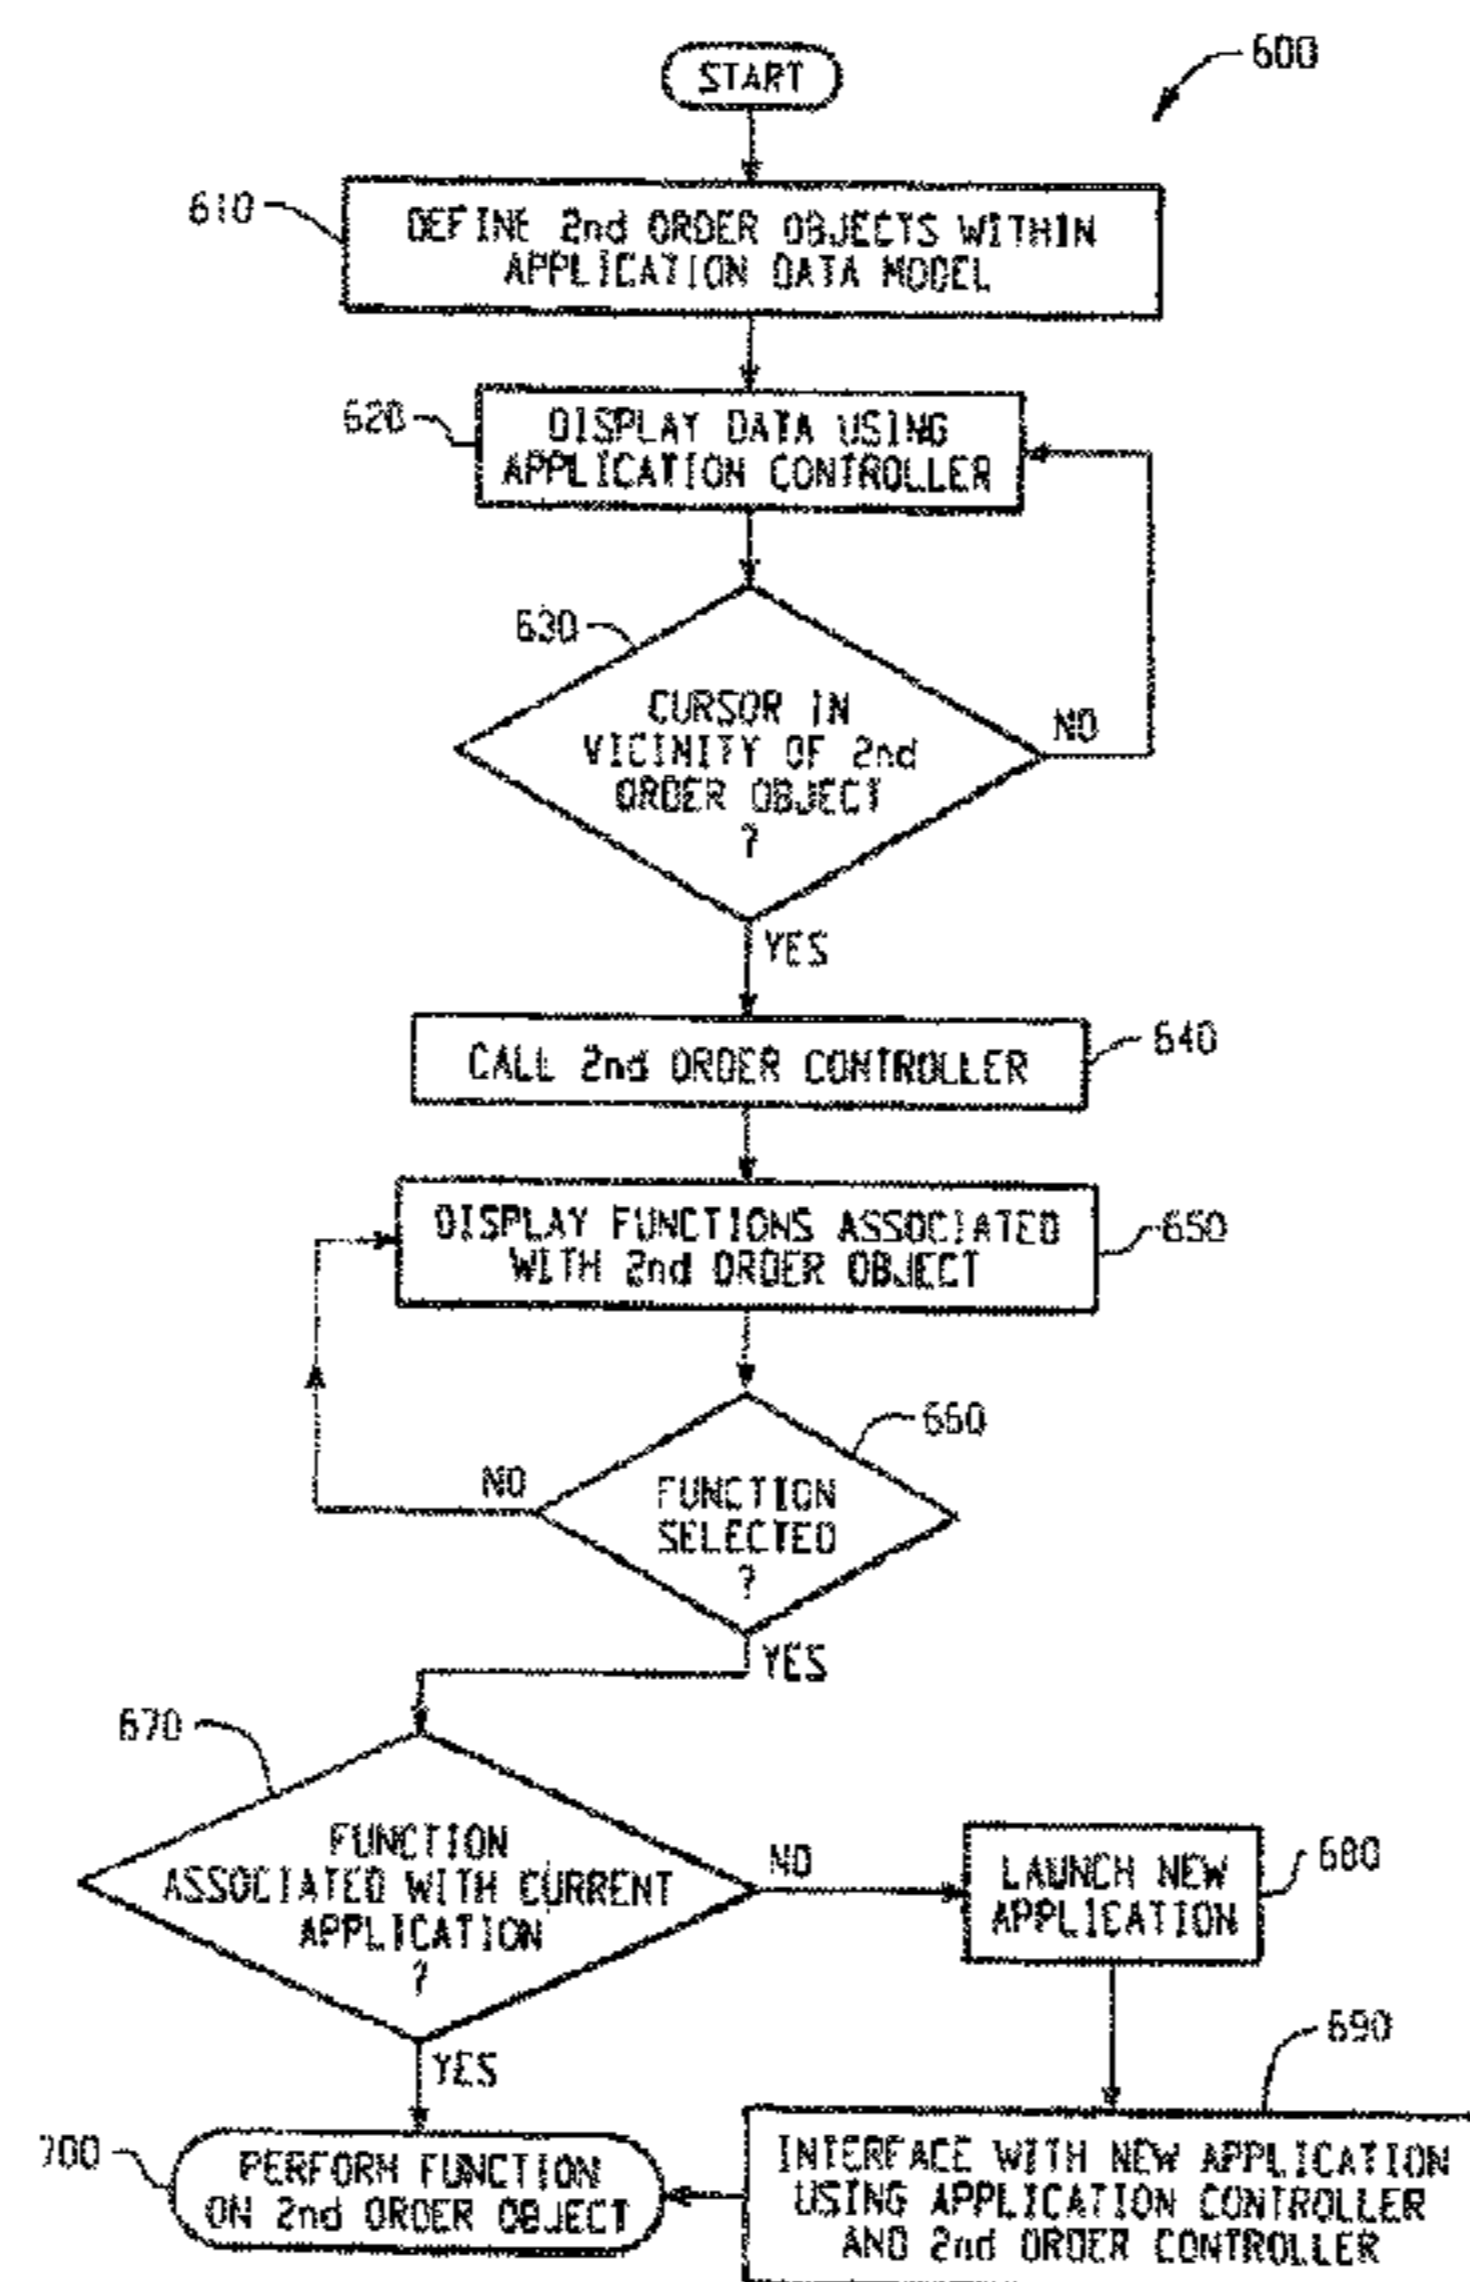 600
START
610
DEFINE 2nd ORDER OBJECTS WITHIN
APPLICATION DATA MODEL
620
DISPLAY DATA USING
APPLICATION CONTROLLER
630
CURSOR IN
VICINITY OF 2nd
ORDER OBJECT
?
NO
YES
CALL 2nd ORDER CONTROLLER
640
DISPLAY FUNCTIONS ASSOCIATED
WITH 2nd ORDER OBJECT
650
660
NO
FUNCTION
SELECTED
?
YES
670
FUNCTION
ASSOCIATED WITH CURRENT
APPLICATION
?
NO
LAUNCH NEW
APPLICATION
680
YES
690
700
PERFORM FUNCTION
ON 2nd ORDER OBJECT
INTERFACE WITH NEW APPLICATION
USING APPLICATION CONTROLLER
AND 2nd ORDER CONTROLLER